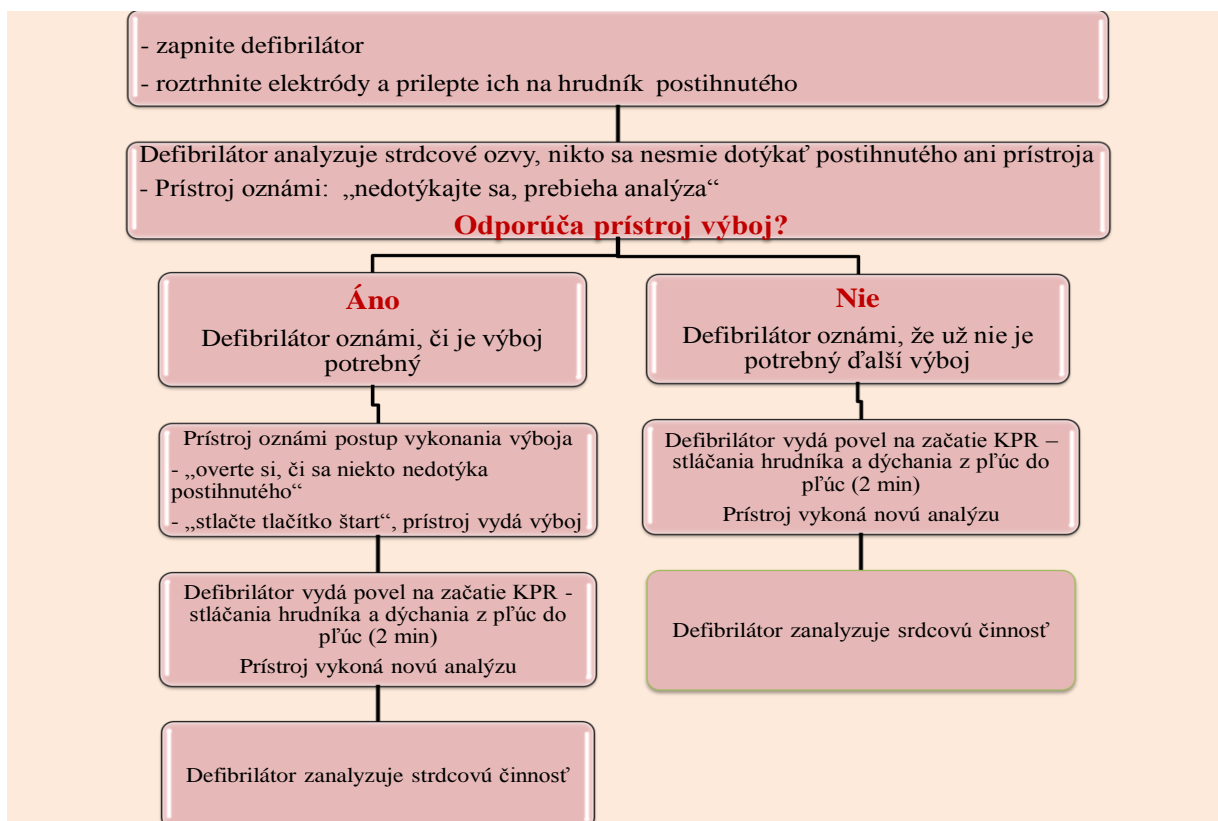 - zapnite defibrilátor
- roztrhnite elektródy a prilepte ich na hrudník postihnutého
Defibrilátor analyzuje strdcové ozvy, nikto sa nesmie dotýkať postihnutého ani prístroja
- Prístroj oznámi: „nedotýkajte sa, prebieha analýza“
Odporúča prístroj výboj?
Áno
Defibrilátor oznámi, či je výboj
potrebný
Prístroj oznámi postup vykonania výboja
- „overte si, či sa niekto nedotýka
postihnutého“
- „stlačte tlačítko štart“, prístroj vydá výboj
Defibrilátor vydá povel na začatie KPR -
stláčania hrudníka a dýchania z pľúc do
pľúc (2 min)
Prístroj vykoná novú analýzu
Defibrilátor zanalyzuje strdcovú činnosť
Nie
Defibrilátor oznámi, že už nie je
potrebný ďalší výboj
Defibrilátor vydá povel na začatie KPR –
stláčania hrudníka a dýchania z pľúc do
pľúc (2 min)
Prístroj vykoná novú analýzu
Defibrilátor zanalyzuje srdcovú činnosť